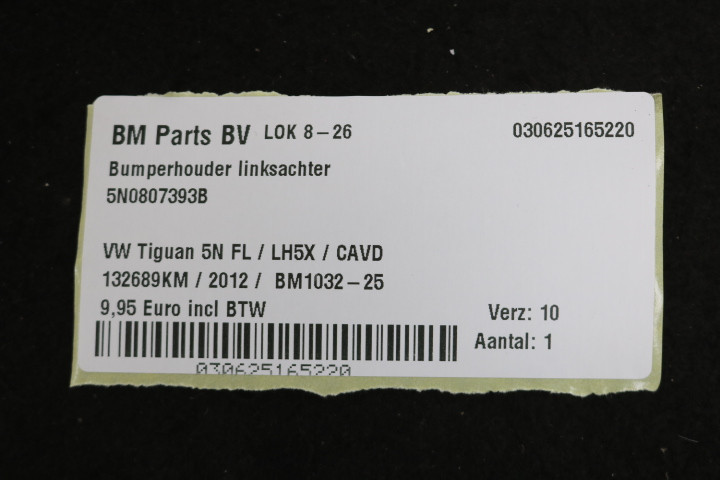 BM Parts BV LOK 8-26 030625165220
Bumperhouder linksachter
5N0807393B
VW Tiguan 5N FL / LH5X / CAVD
132689KM / 2012 / BM1032-25
9,95 Euro incl BTW Verz: 10
Aantal: 1
030625165220